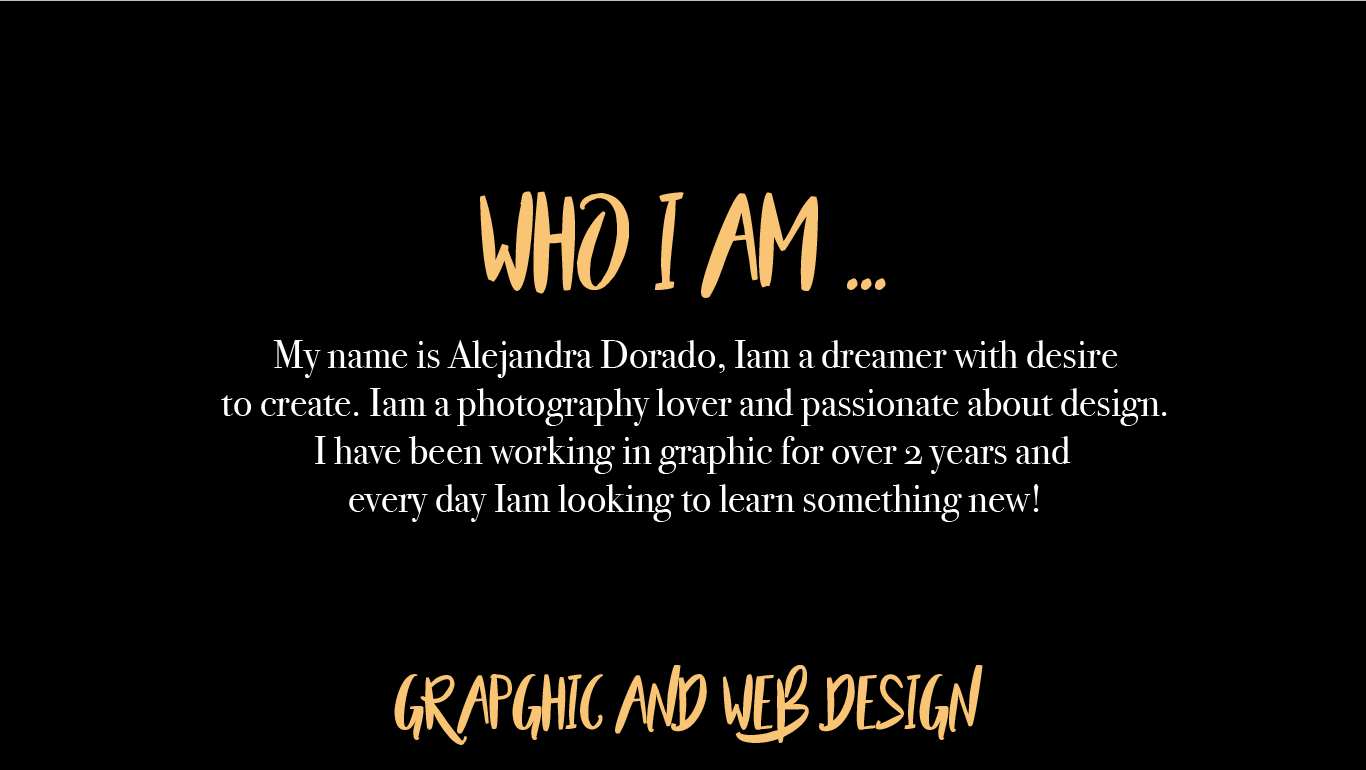 WHO I AM ...
My name is Alejandra Dorado, Iam a dreamer with desire
to create. Iam a photography lover and passionate about design.
I have been working in graphic for over 2 years and
every day Iam looking to learn something new!
GRAPGHIC AND WEB DESIGN